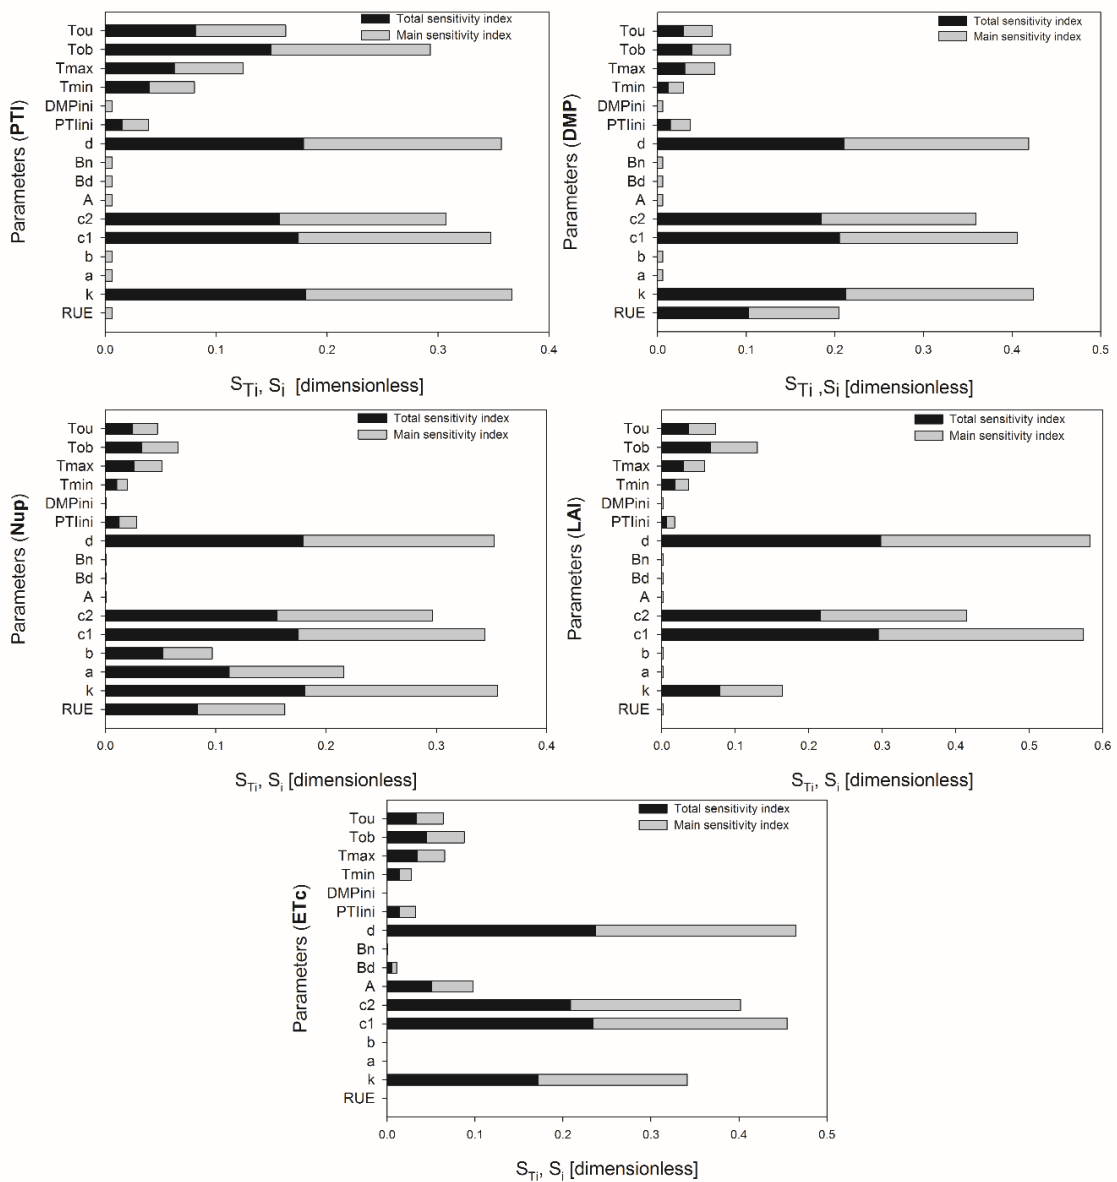 Total sensitivity index
Main sensitivity index
Parameters (PTI)
Tou
Tob
Tmax
Tmin
DMPini
PTIini
d
Bn
Bd
A
c2
c1
b
a
k
RUE
0.0 0.1 0.2 0.3 0.4
STi, Si [dimensionless]
Total sensitivity index
Main sensitivity index
Parameters (DMP)
Tou
Tob
Tmax
Tmin
DMPini
PTIini
d
Bn
Bd
A
c2
c1
b
a
k
RUE
0.0 0.1 0.2 0.3 0.4 0.5
STi ,Si [dimensionless]
Total sensitivity index
Main sensitivity index
Parameters (Nup)
Tou
Tob
Tmax
Tmin
DMPini
PTIini
d
Bn
Bd
A
c2
c1
b
a
k
RUE
0.0 0.1 0.2 0.3 0.4
STi, Si [dimensionless]
Total sensitivity index
Main sensitivity index
Parameters (LAI)
Tou
Tob
Tmax
Tmin
DMPini
PTIini
d
Bn
Bd
A
c2
c1
b
a
k
RUE
0.0 0.1 0.2 0.3 0.4 0.5 0.6
STi, Si [dimensionless]
Total sensitivity index
Main sensitivity index
Parameters (ETc)
Tou
Tob
Tmax
Tmin
DMPini
PTIini
d
Bn
Bd
A
c2
c1
b
a
k
RUE
0.0 0.1 0.2 0.3 0.4 0.5
STi, Si [dimensionless]